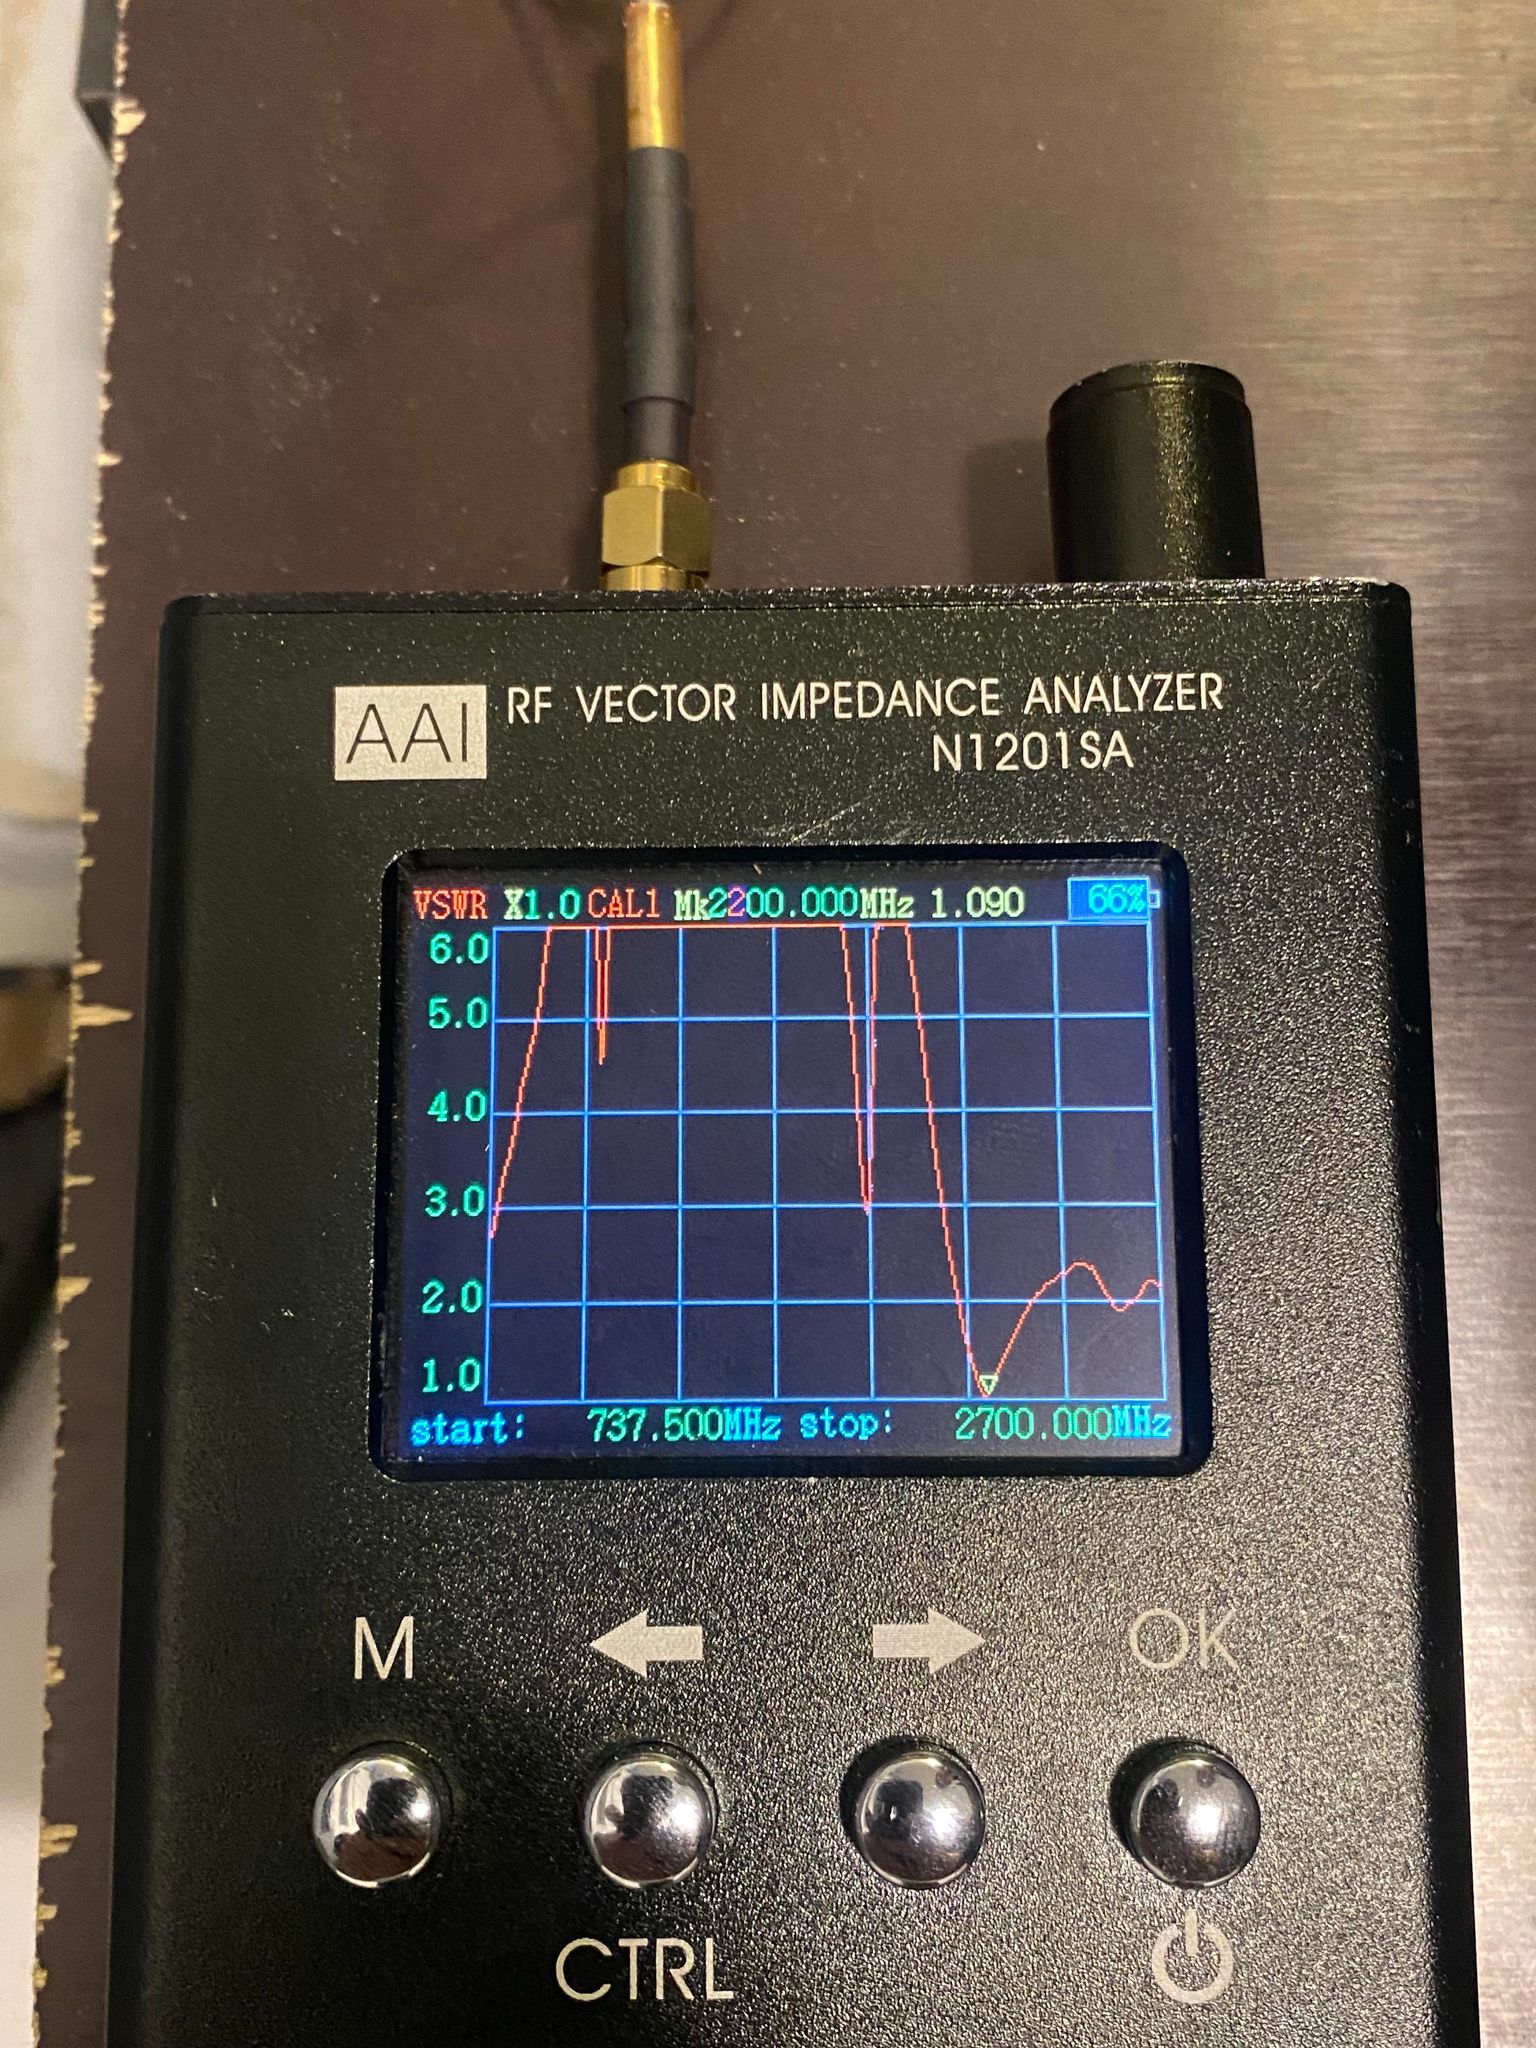 AAI RF VECTOR IMPEDANCE ANALYZER
N1201SA
VSWR X1.0 CAL1 Mk2200.000MHz 1.090 66%
6.0
5.0
4.0
3.0
2.0
1.0
start: 737.500MHz stop: 2700.000MHz
M OK
CTRL